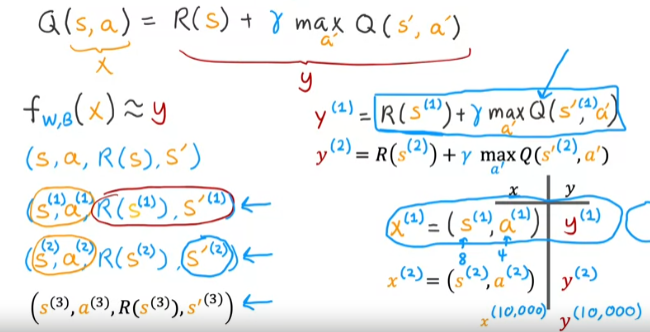 Q(s,a) = R(s) + γ max Q(s',a')
a'
x
y
f_{W,B}(x) ≈ y
(s, a, R(s), s')
(s^{(1)}, a^{(1)}, R(s^{(1)}), s'^{(1)}) ←
(s^{(2)}, a^{(2)}, R(s^{(2)}), s'^{(2)}) ←
(s^{(3)}, a^{(3)}, R(s^{(3)}), s'^{(3)}) ←
y^{(1)} = R(s^{(1)}) + γ max Q(s'^{(1)}, a')
a'
y^{(2)} = R(s^{(2)}) + γ max Q(s'^{(2)}, a')
a'
x y
x^{(1)} = (s^{(1)}, a^{(1)}) y^{(1)}
8 4
x^{(2)} = (s^{(2)}, a^{(2)}) y^{(2)}
x^{(10,000)} y^{(10,000)}